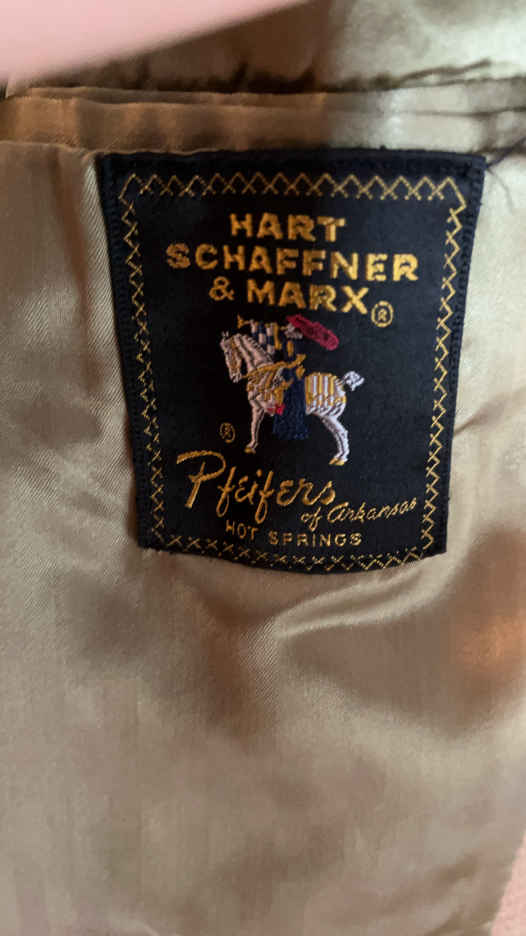 HART
SCHAFFNER
& MARX®
®
Pfeifers
of Arkansas
HOT SPRINGS